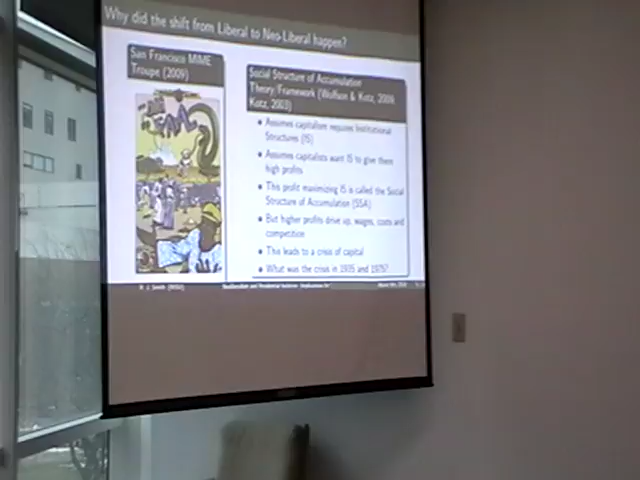 Why did the shift from Liberal to Neo-Liberal happen?
San Francisco MIME
Troupe (2009)
Social Structure of Accumulation
Theory/Framework (Wolfson & Kotz, 2009
Kotz, 2003)
Assumes capitalism requires Institutional
Structures (IS)
Assumes capitalists want IS to give them
high profits
This profit maximizing IS is called the Social
Structure of Accumulation (SSA)
But higher profits drive up, wages, costs and
competition
This leads to a crisis of capital
What was the crisis in 1935 and 1975?